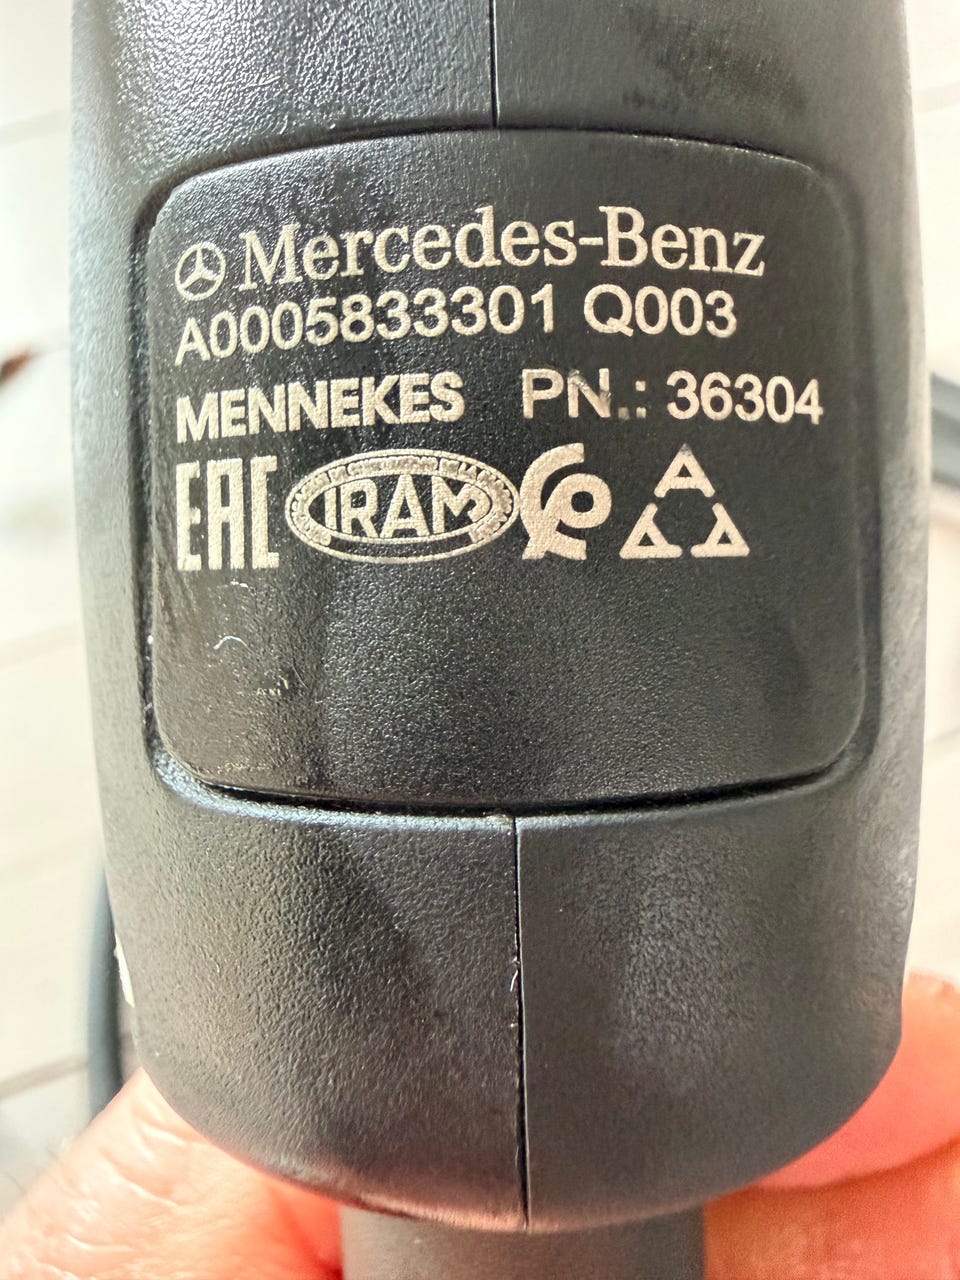 Mercedes-Benz
A0005833301 Q003
MENNEKES PN.: 36304
EAC IRAM